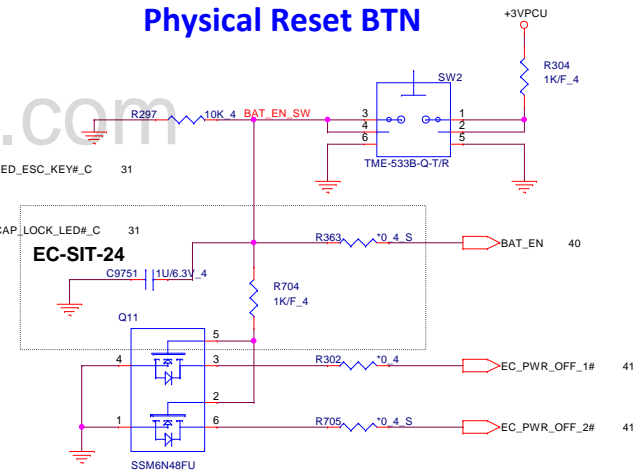 Physical Reset BTN
+3VPCU
R304
1K/F_4
SW2
R297 10K_4 BAT_EN_SW 3 1
4 2
6 5
TME-533B-Q-T/R
.com
ED_ESC_KEY#_C 31
CAP_LOCK_LED#_C 31
EC-SIT-24
R363 *0_4_S BAT_EN 40
C9751 1U/6.3V_4
R704
1K/F_4
Q11
5
4 3 R302 *0_4 EC_PWR_OFF_1# 41
2
1 6 R705 *0_4_S EC_PWR_OFF_2# 41
SSM6N48FU